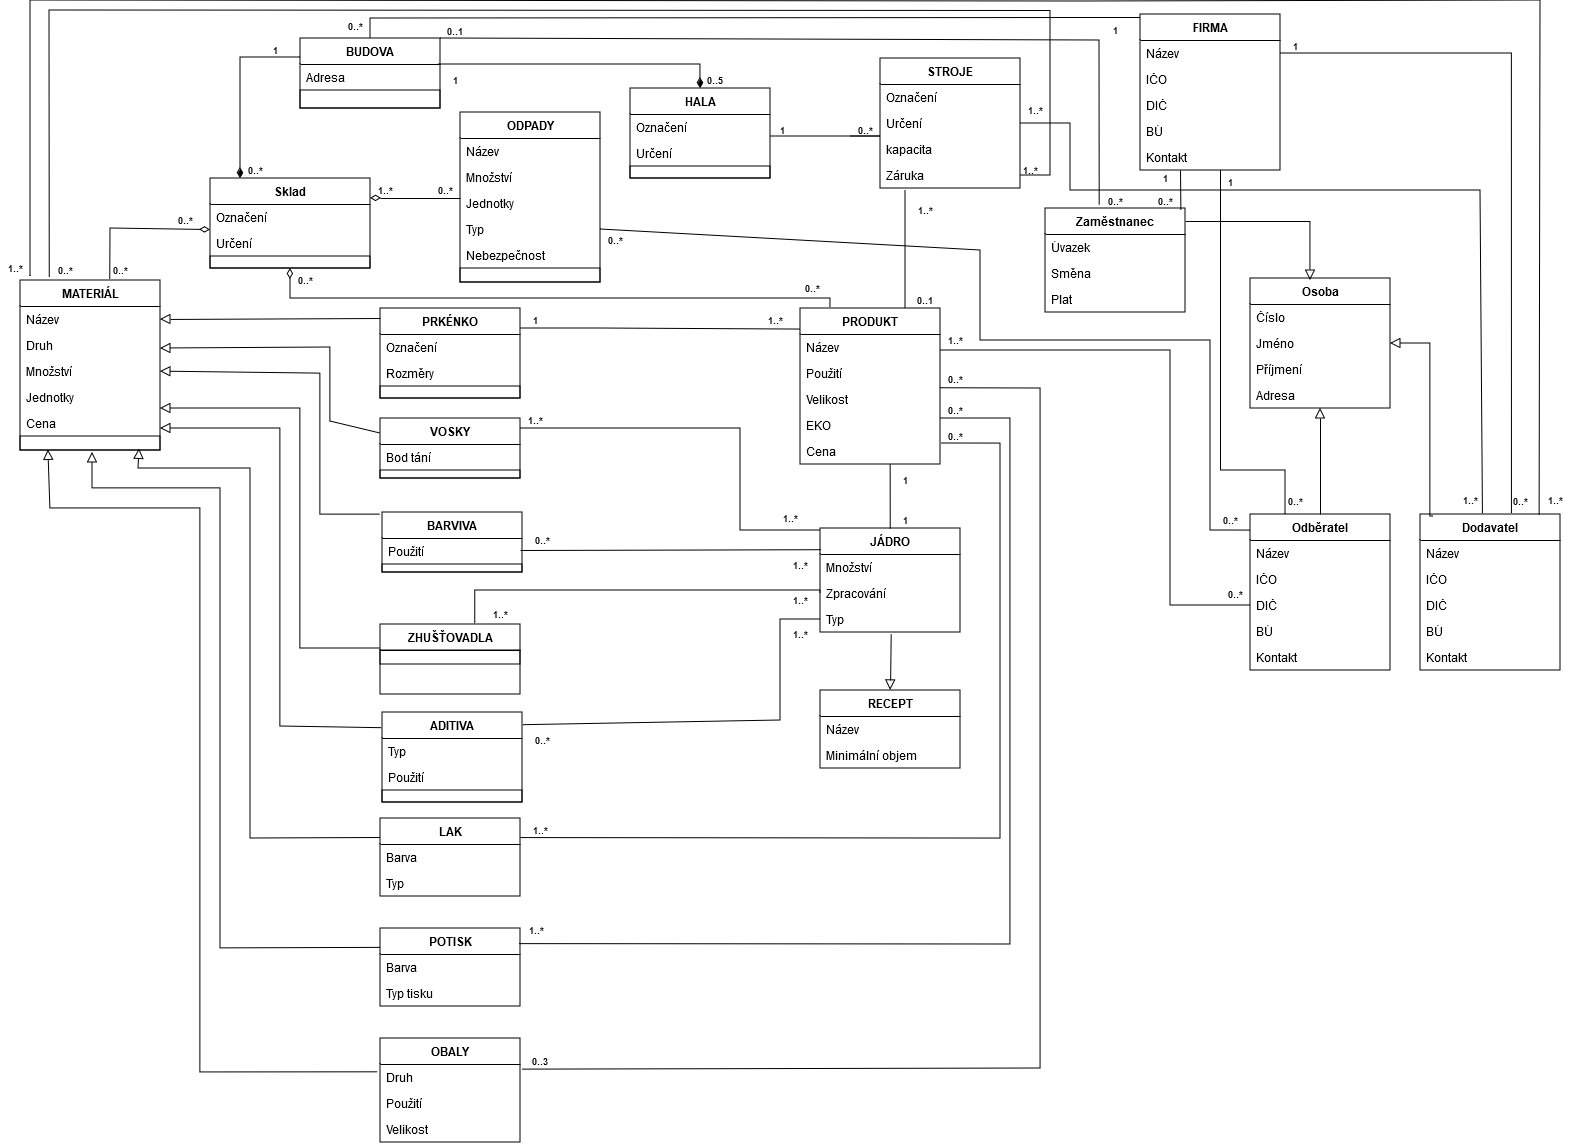 0..*
0..1
1
FIRMA
1
1
BUDOVA
Adresa
1
0..*
Název
IČO
DIČ
BÚ
Kontakt
STROJE
Označení
Určení
kapacita
Záruka
1..*
1..*
0..5
HALA
Označení
Určení
1
0..*
ODPADY
Název
Množství
Jednotky
Typ
Nebezpečnost
Sklad
Označení
Určení
1..*
0..*
0..*
0..*
0..*
1
1
0..*
0..*
1..*
Zaměstnanec
Úvazek
Směna
Plat
Osoba
Číslo
Jméno
Příjmení
Adresa
1..*
0..*
0..*
MATERIÁL
Název
Druh
Množství
Jednotky
Cena
0..*
0..1
PRKÉNKO
Označení
Rozměry
1
1..*
PRODUKT
Název
Použití
Velikost
EKO
Cena
1..*
0..*
0..*
0..*
VOSKY
Bod tání
1..*
1
1
1..*
BARVIVA
Použití
0..*
1..*
JÁDRO
Množství
Zpracování
Typ
0..*
0..*
0..*
Odběratel
Název
IČO
DIČ
BÚ
Kontakt
1..*
0..*
1..*
Dodavatel
Název
IČO
DIČ
BÚ
Kontakt
1..*
1..*
1..*
ZHUŠŤOVADLA
ADITIVA
Typ
Použití
0..*
RECEPT
Název
Minimální objem
LAK
Barva
Typ
1..*
POTISK
Barva
Typ tisku
1..*
OBALY
Druh
Použití
Velikost
0..3